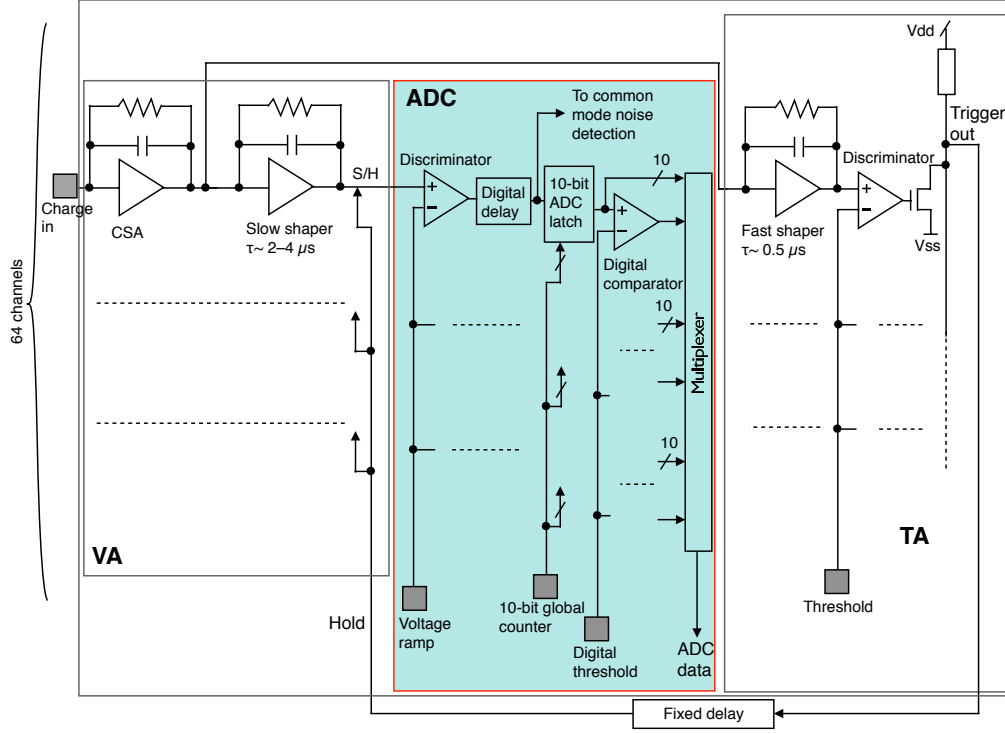 64 channels
VA
Charge
in
CSA
Slow shaper
τ~ 2–4 µs
S/H
Hold
ADC
To common
mode noise
detection
Discriminator
Digital
delay
10-bit
ADC
latch
10
Digital
comparator
10
10
Multiplexer
Voltage
ramp
10-bit global
counter
Digital
threshold
ADC
data
Vdd
Trigger
out
Discriminator
Fast shaper
τ~ 0.5 µs
Vss
TA
Threshold
Fixed delay